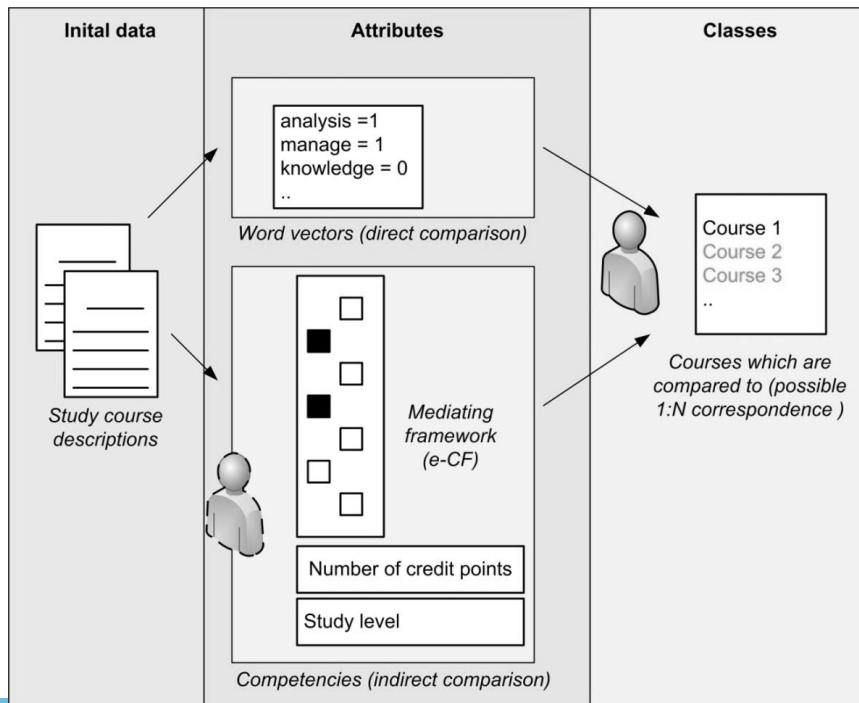 Inital data
Attributes
Classes
analysis =1
manage = 1
knowledge = 0
..
Word vectors (direct comparison)
Study course
descriptions
Mediating
framework
(e-CF)
Number of credit points
Study level
Competencies (indirect comparison)
Course 1
Course 2
Course 3
..
Courses which are
compared to (possible
1:N correspondence )